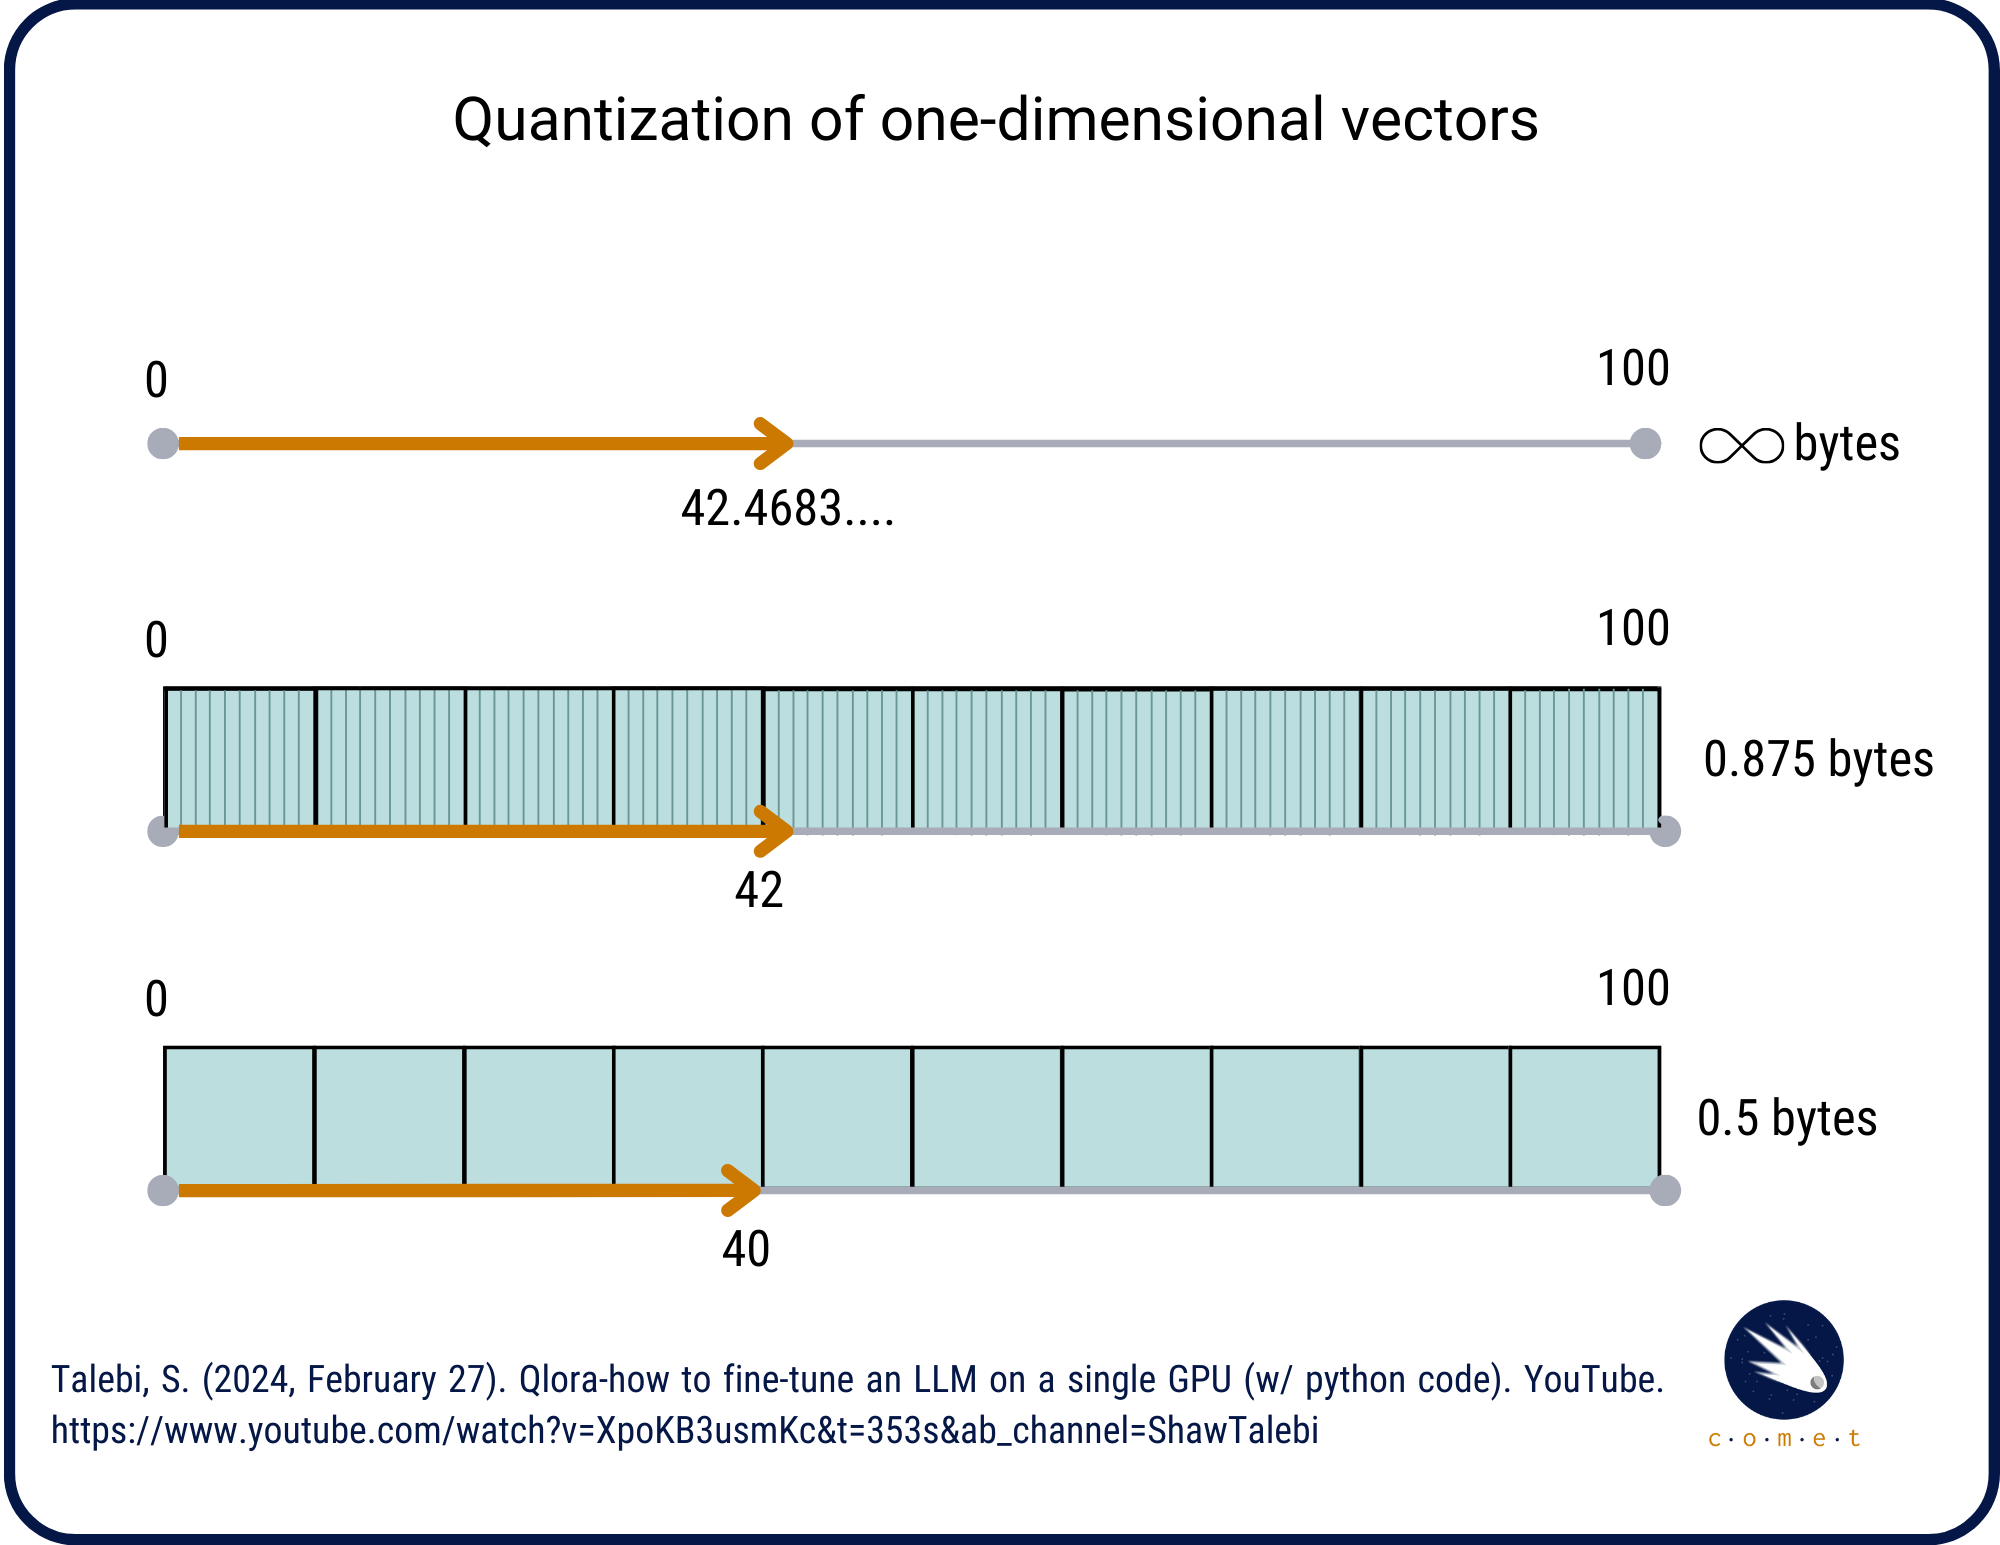 Quantization of one-dimensional vectors
0
100
∞ bytes
42.4683....
0
100
0.875 bytes
42
0
100
0.5 bytes
40
Talebi, S. (2024, February 27). Qlora-how to fine-tune an LLM on a single GPU (w/ python code). YouTube.
https://www.youtube.com/watch?v=XpoKB3usmKc&t=353s&ab_channel=ShawTalebi
c·o·m·e·t